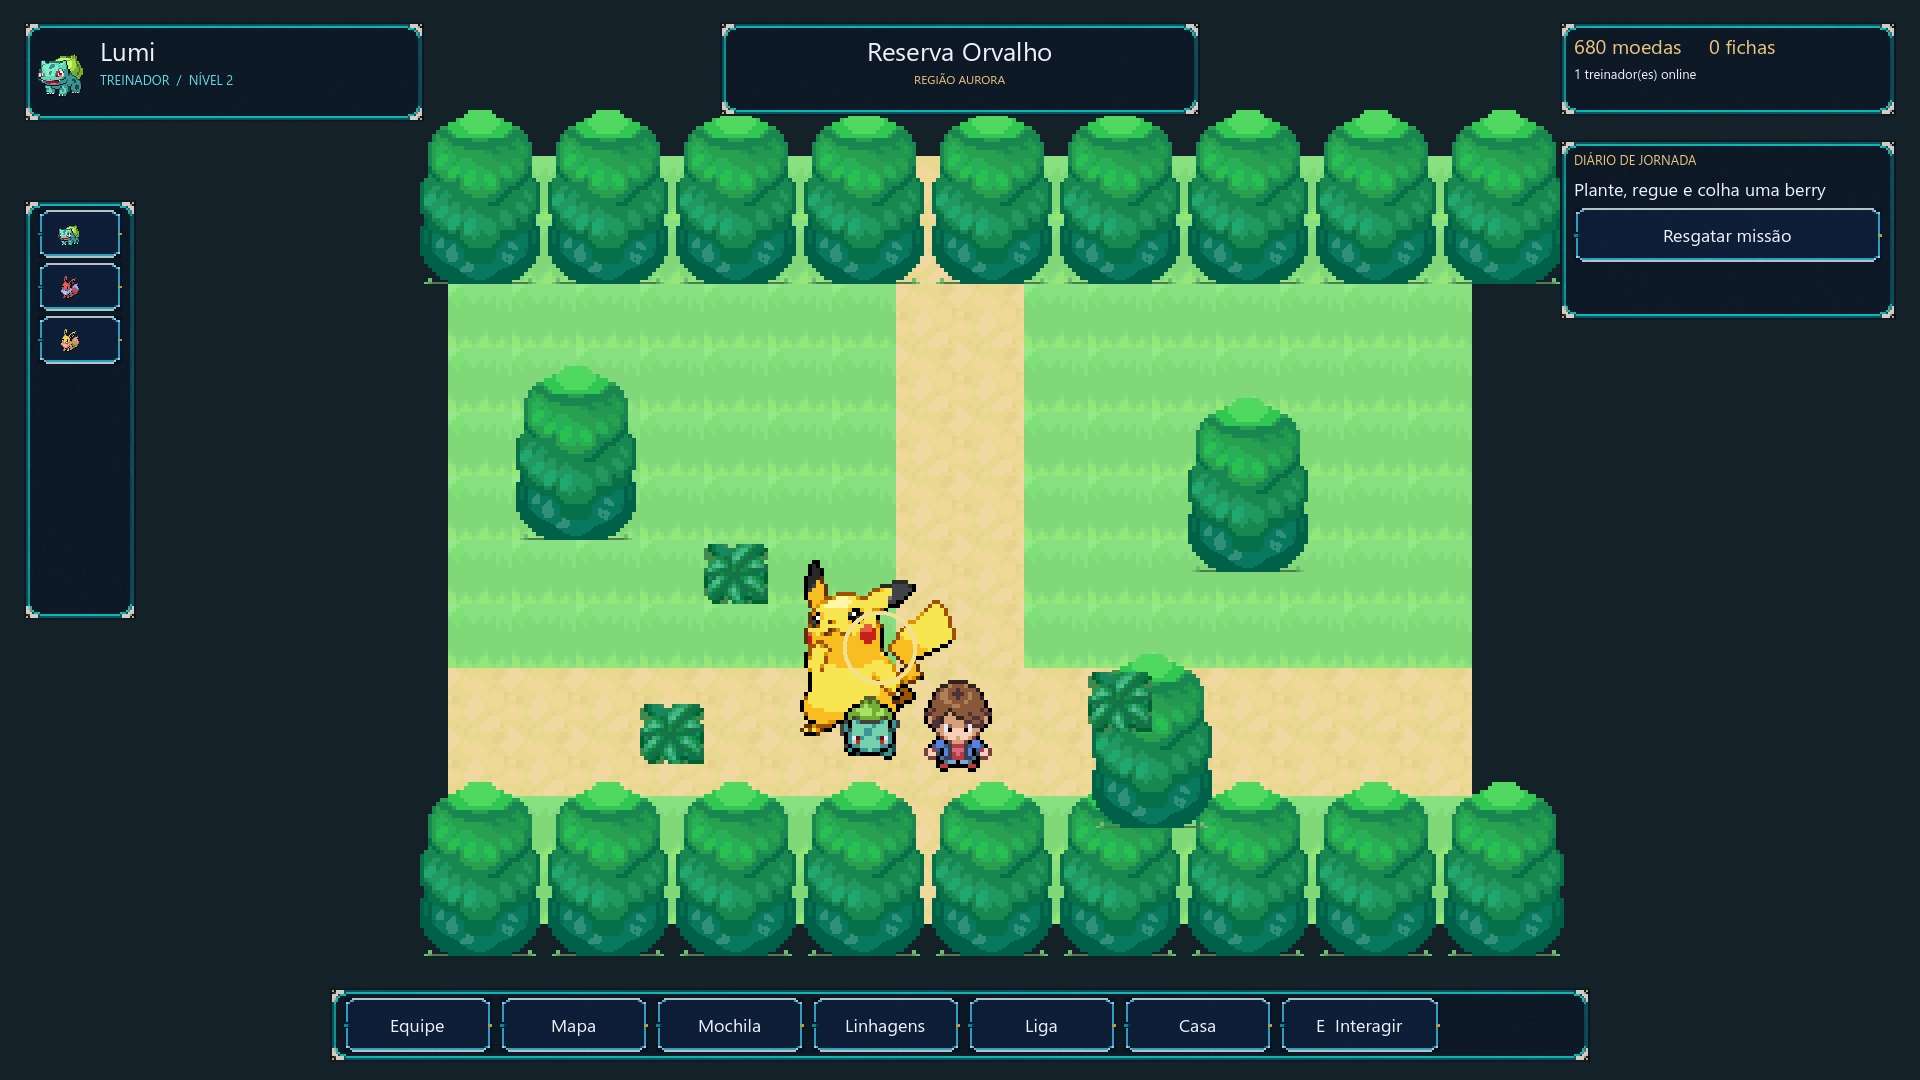 Lumi
TREINADOR / NÍVEL 2
Reserva Orvalho
REGIÃO AURORA
680 moedas 0 fichas
1 treinador(es) online
DIÁRIO DE JORNADA
Plante, regue e colha uma berry
Resgatar missão
Equipe
Mapa
Mochila
Linhagens
Liga
Casa
E Interagir